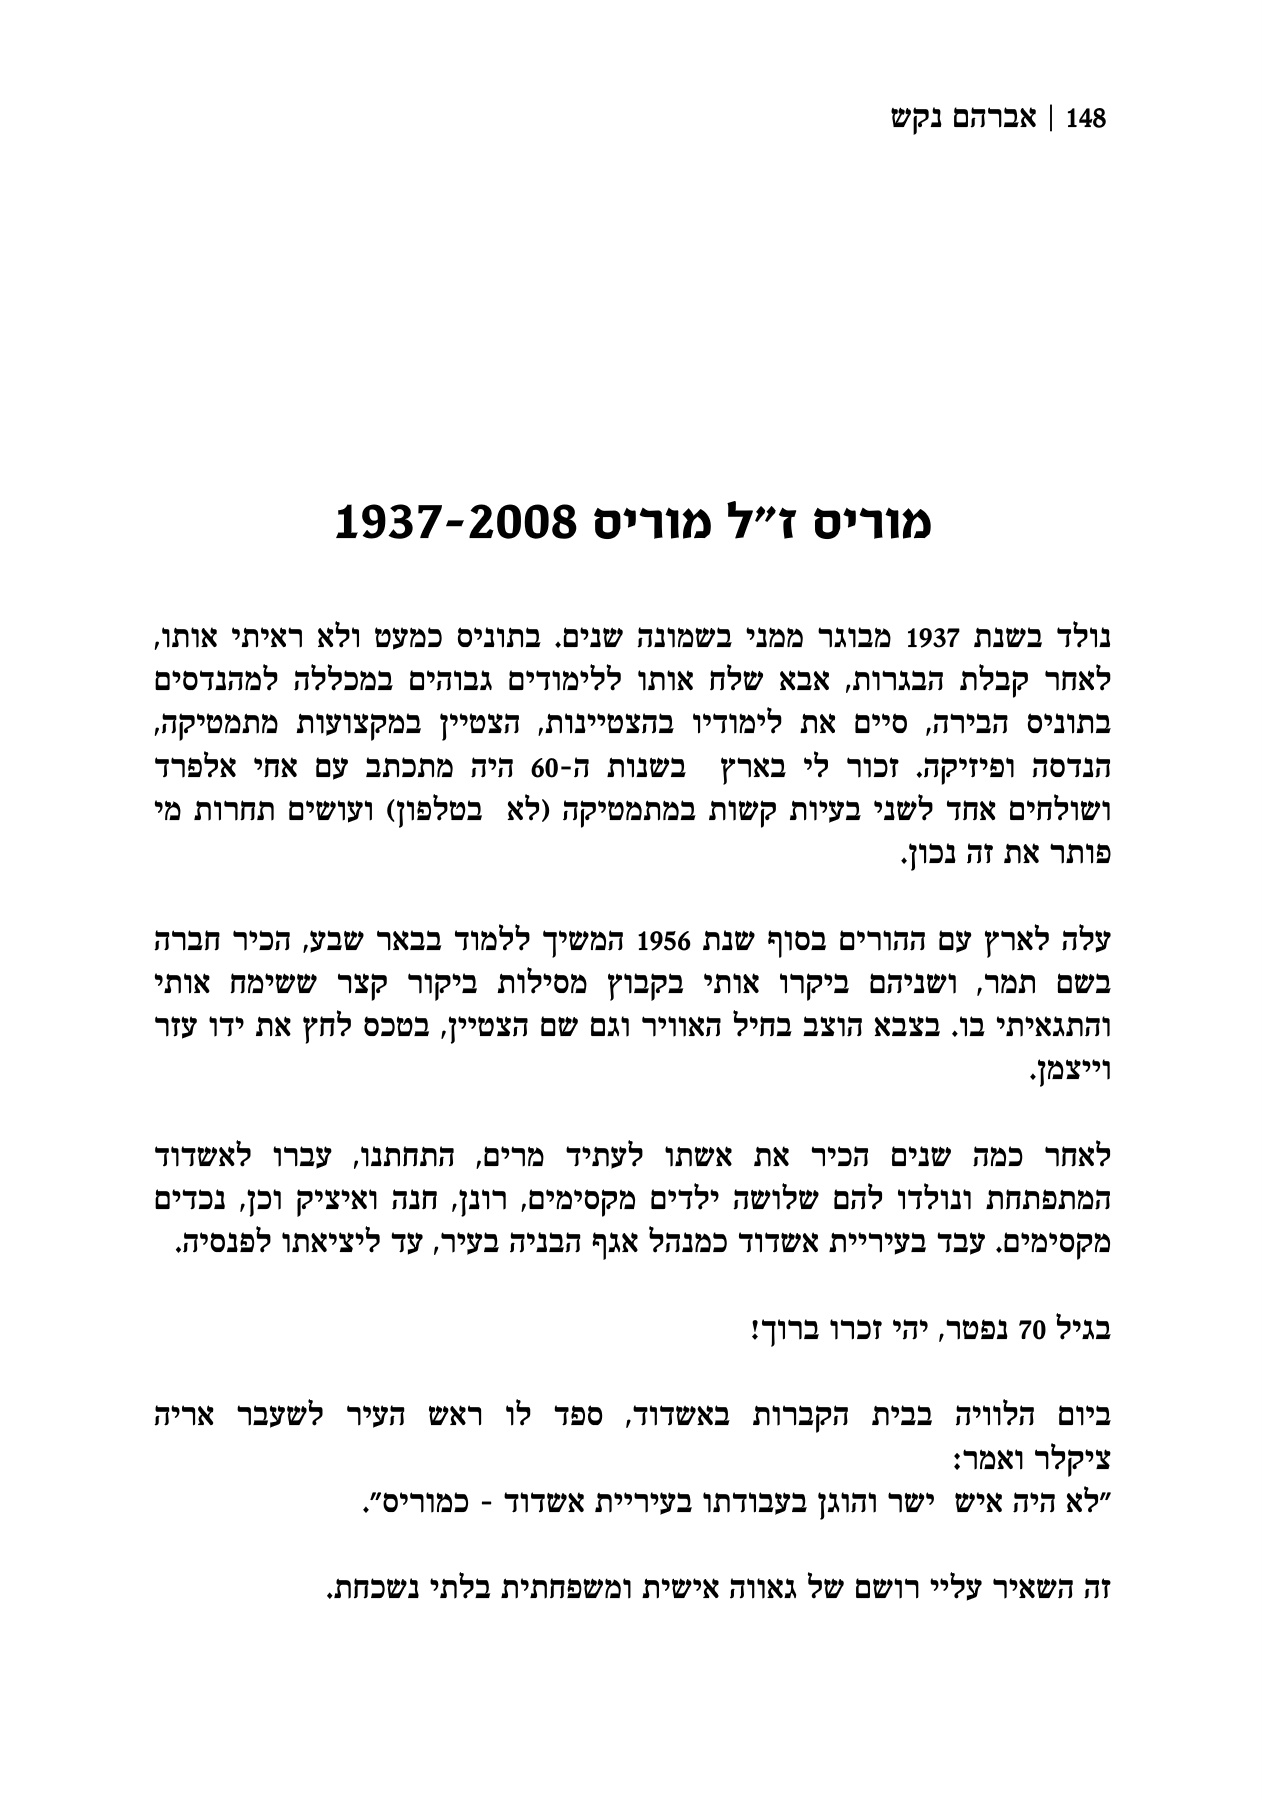 148 | אברהם נקש
מוריס ז"ל מוריס 1937-2008
נולד בשנת 1937 מבוגר ממני בשמונה שנים. בתוניס כמעט ולא ראיתי אותו,
לאחר קבלת הבגרות, אבא שלח אותו ללימודים גבוהים במכללה למהנדסים
בתוניס הבירה, סיים את לימודיו בהצטיינות, הצטיין במקצועות מתמטיקה,
הנדסה ופיזיקה. זכור לי בארץ בשנות ה-60 היה מתכתב עם אחי אלפרד
ושולחים אחד לשני בעיות קשות במתמטיקה (לא בטלפון) ועושים תחרות מי
פותר את זה נכון.
עלה לארץ עם ההורים בסוף שנת 1956 המשיך ללמוד בבאר שבע, הכיר חברה
בשם תמר, ושניהם ביקרו אותי בקבוץ מסילות ביקור קצר ששימח אותי
והתגאיתי בו. בצבא הוצב בחיל האוויר וגם שם הצטיין, בטכס לחץ את ידו עזר
וייצמן.
לאחר כמה שנים הכיר את אשתו לעתיד מרים, התחתנו, עברו לאשדוד
המתפתחת ונולדו להם שלושה ילדים מקסימים, רונן, חנה ואיציק וכן, נכדים
מקסימים. עבד בעיריית אשדוד כמנהל אגף הבניה בעיר, עד ליציאתו לפנסיה.
בגיל 70 נפטר, יהי זכרו ברוך!
ביום הלוויה בבית הקברות באשדוד, ספד לו ראש העיר לשעבר אריה
ציקלר ואמר:
"לא היה איש ישר והוגן בעבודתו בעיריית אשדוד - כמוריס".
זה השאיר עליי רושם של גאווה אישית ומשפחתית בלתי נשכחת.